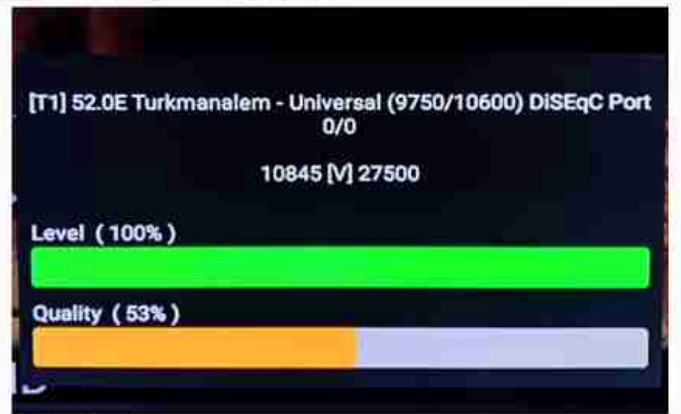 [T1] 52.0E Turkmanalem - Universal (9750/10600) DiSEqC Port
0/0
10845 [V] 27500
Level ( 100% )
Quality ( 53% )